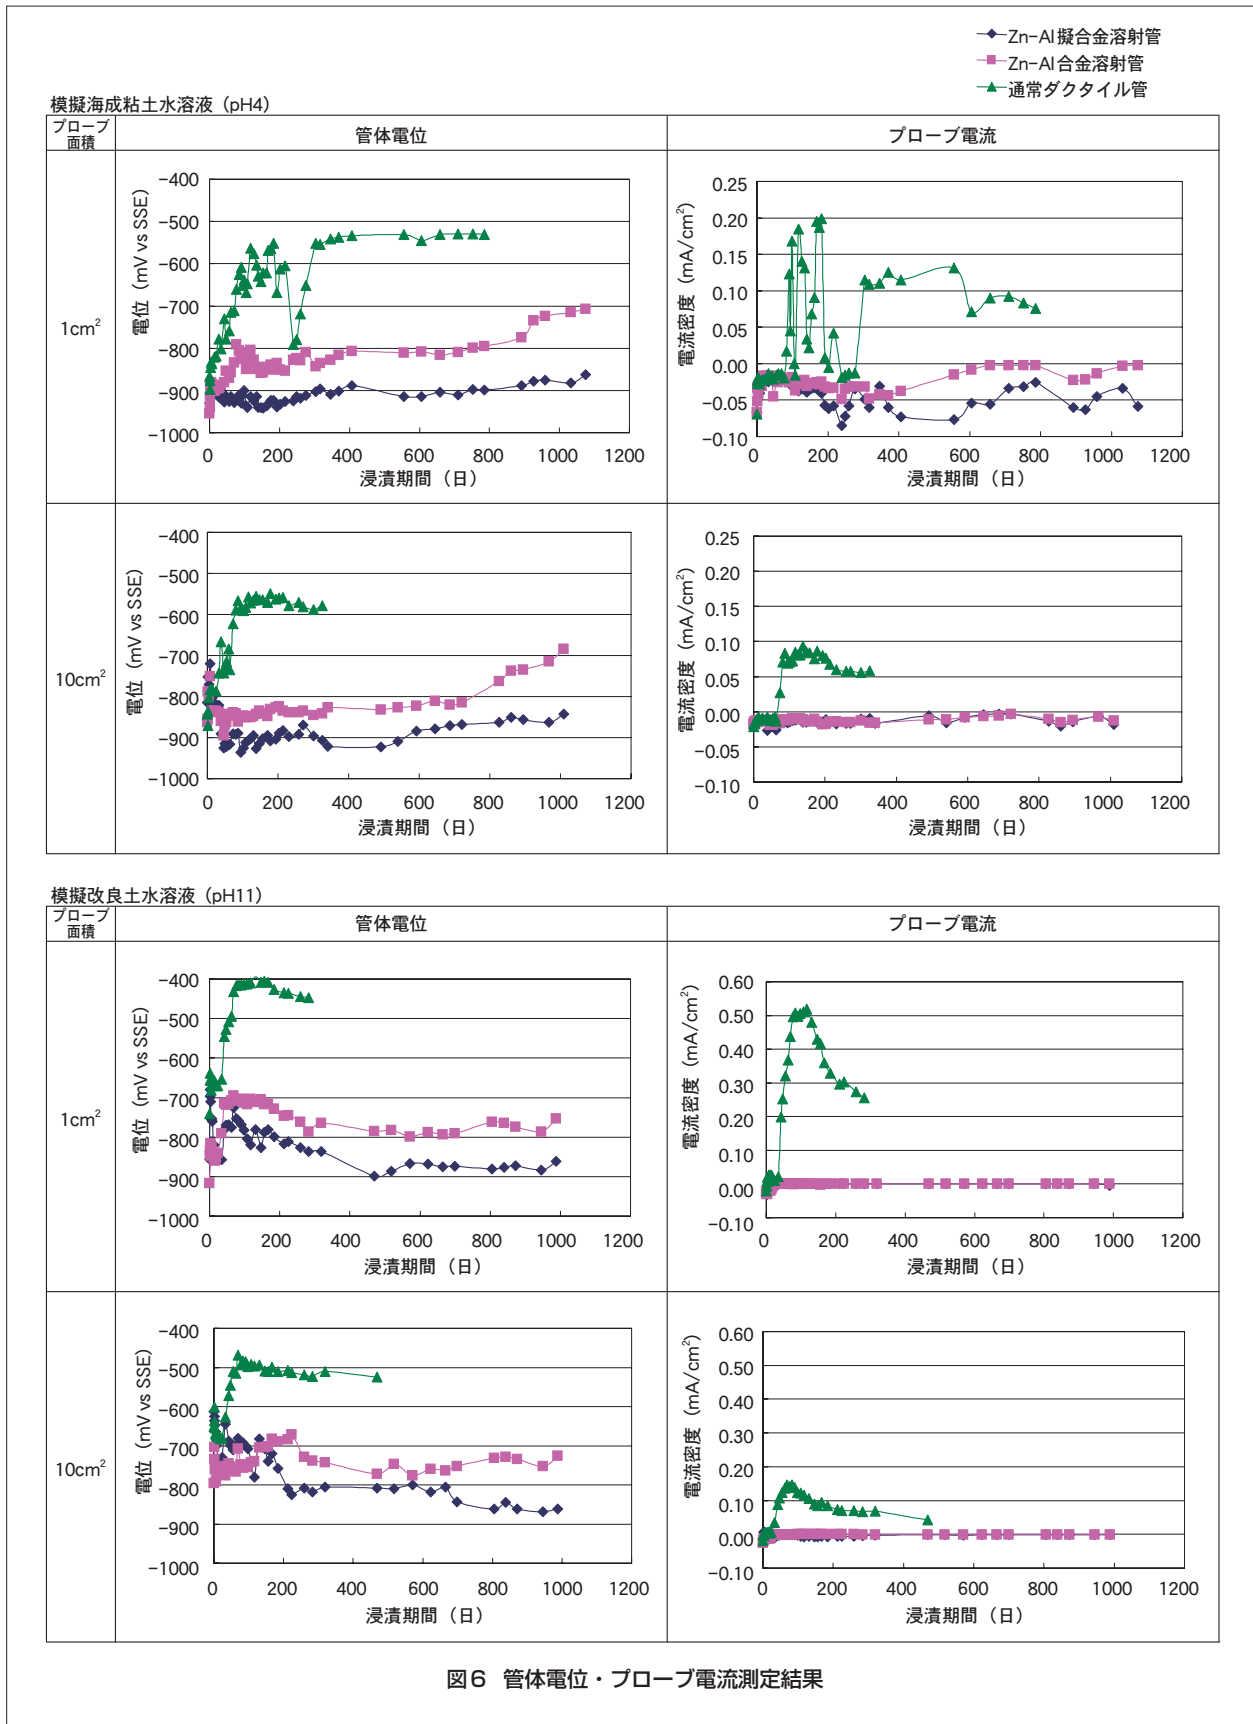 Zn-Al擬合金溶射管
Zn-Al合金溶射管
通常ダクタイル管
模擬海成粘土水溶液（pH4）
プローブ
面積
管体電位
プローブ電流
1cm²
電位（mV vs SSE）
-400
-500
-600
-700
-800
-900
-1000
0 200 400 600 800 1000 1200
浸漬期間（日）
電流密度（mA/cm²）
0.25
0.20
0.15
0.10
0.05
0.00
-0.05
-0.10
0 200 400 600 800 1000 1200
浸漬期間（日）
10cm²
電位（mV vs SSE）
-400
-500
-600
-700
-800
-900
-1000
0 200 400 600 800 1000 1200
浸漬期間（日）
電流密度（mA/cm²）
0.25
0.20
0.15
0.10
0.05
0.00
-0.05
-0.10
0 200 400 600 800 1000 1200
浸漬期間（日）
模擬改良土水溶液（pH11）
プローブ
面積
管体電位
プローブ電流
1cm²
電位（mV vs SSE）
-400
-500
-600
-700
-800
-900
-1000
0 200 400 600 800 1000 1200
浸漬期間（日）
電流密度（mA/cm²）
0.60
0.50
0.40
0.30
0.20
0.10
0.00
-0.10
0 200 400 600 800 1000 1200
浸漬期間（日）
10cm²
電位（mV vs SSE）
-400
-500
-600
-700
-800
-900
-1000
0 200 400 600 800 1000 1200
浸漬期間（日）
電流密度（mA/cm²）
0.60
0.50
0.40
0.30
0.20
0.10
0.00
-0.10
0 200 400 600 800 1000 1200
浸漬期間（日）
図6 管体電位・プローブ電流測定結果